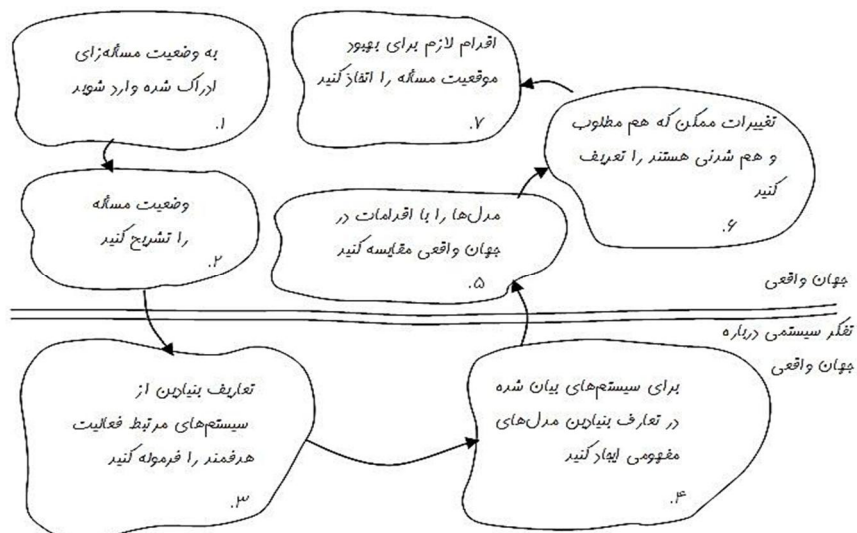 به وضعیت مسأله‌زای
ادراک شده وارد شوید
۱.
وضعیت مسأله
را تشریح کنید
۲.
تعاریف بنیادین از
سیستم‌های مرتبط فعالیت
هدفمند را فرموله کنید
۳.
برای سیستم‌های بیان شده
در تعارف بنیادین مدل‌های
مفهومی ایجاد کنید
۴.
مدل‌ها را با اقدامات در
جهان واقعی مقایسه کنید
۵.
تغییرات ممکن که هم مطلوب
و هم شدنی هستند را تعریف
کنید
۶.
اقدام لازم برای بهبود
موقعیت مسأله را اتخاذ کنید
۷.
جهان واقعی
تفکر سیستمی درباره
جهان واقعی